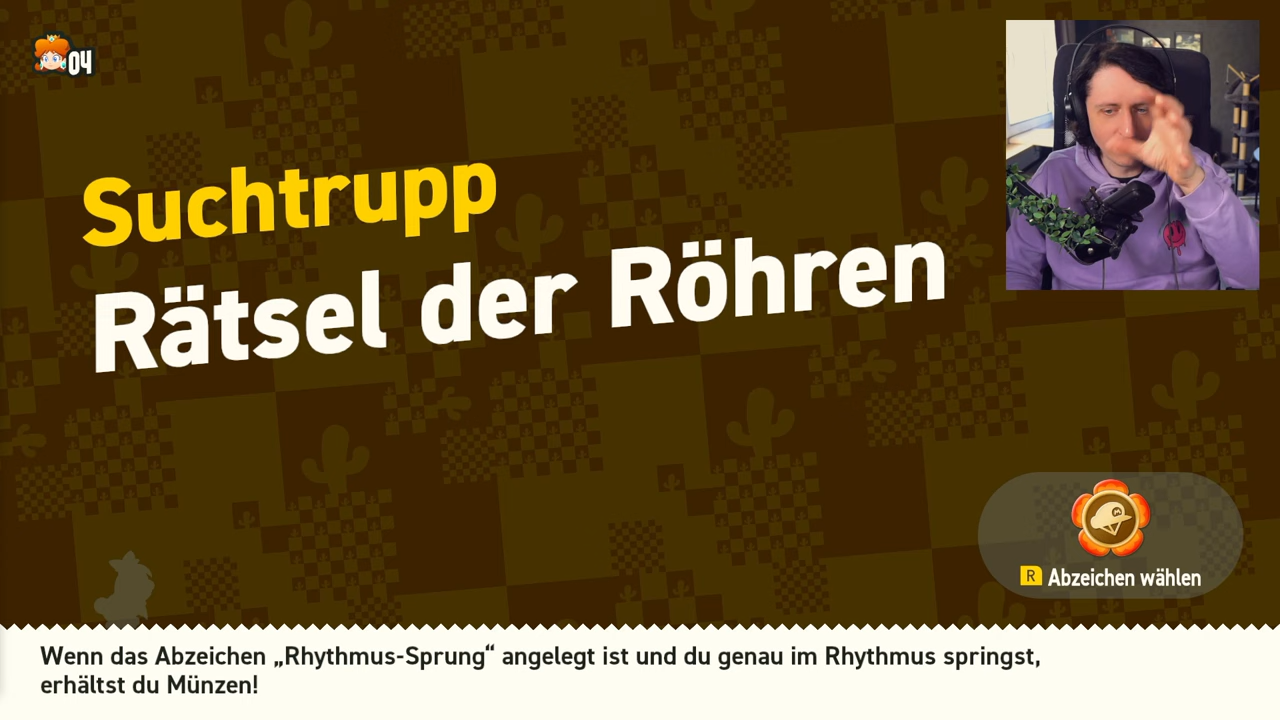 04
Suchtrupp
Rätsel der Röhren
R Abzeichen wählen
Wenn das Abzeichen „Rhythmus-Sprung“ angelegt ist und du genau im Rhythmus springst,
erhältst du Münzen!